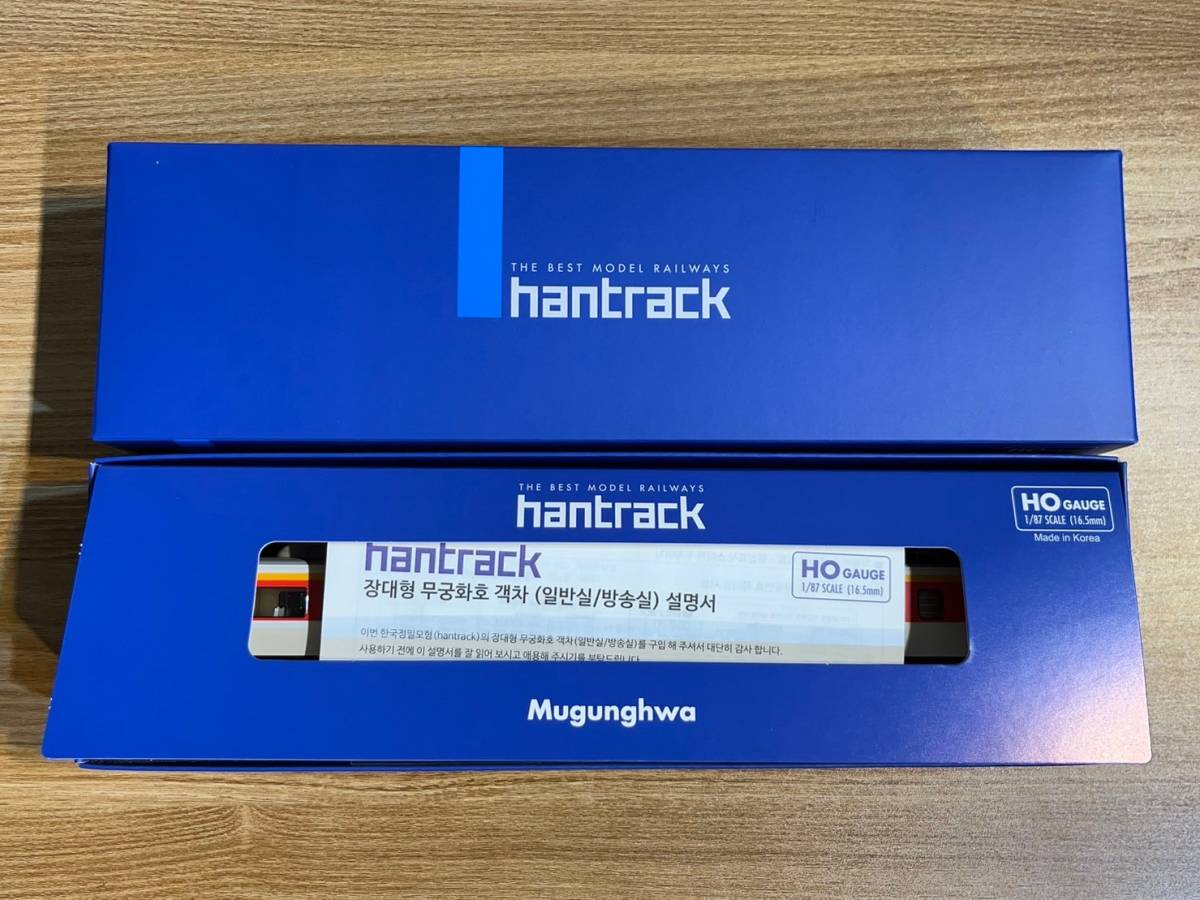 THE BEST MODEL RAILWAYS
hantrack
THE BEST MODEL RAILWAYS
hantrack
HO GAUGE
1/87 SCALE (16.5mm)
Made in Korea
hantrack
HO GAUGE
1/87 SCALE (16.5mm)
장대형 무궁화호 객차 (일반실/방송실) 설명서
이번 한국정밀모형(hantrack)의 장대형 무궁화호 객차(일반실/방송실)를 구입 해 주셔서 대단히 감사 합니다.
사용하기 전에 이 설명서를 잘 읽어 보시고 애용해 주시기를 부탁드립니다.
Mugunghwa